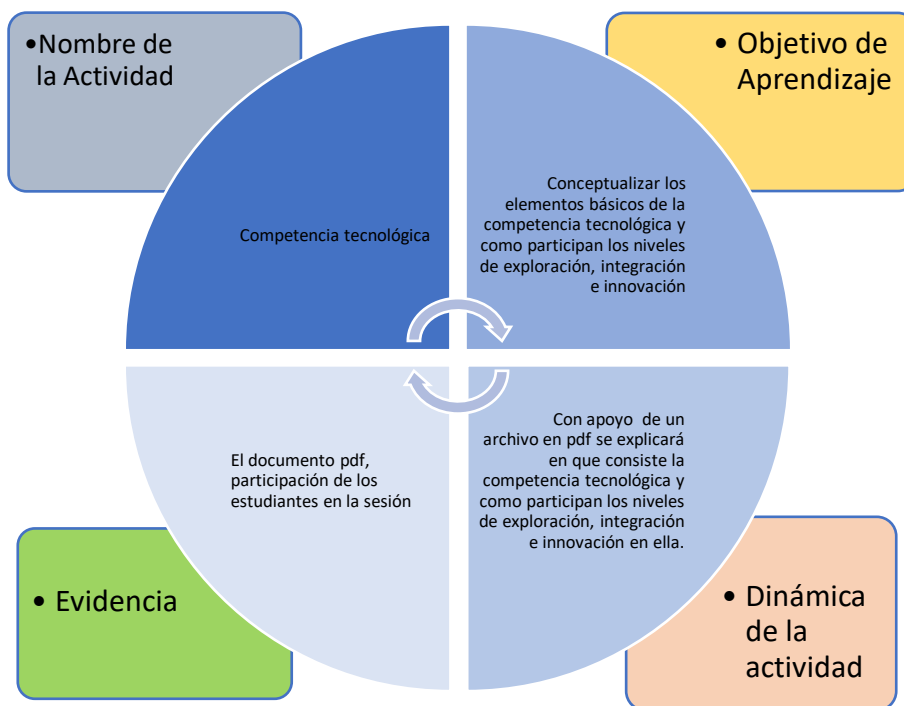 •Nombre de
la Actividad
Competencia tecnológica
• Objetivo de
Aprendizaje
Conceptualizar los
elementos básicos de la
competencia tecnológica y
como participan los niveles
de exploración, integración
e innovación
El documento pdf,
participación de los
estudiantes en la sesión
• Evidencia
Con apoyo de un
archivo en pdf se explicará
en que consiste la
competencia tecnológica y
como participan los niveles
de exploración, integración
e innovación en ella.
• Dinámica
de la
actividad